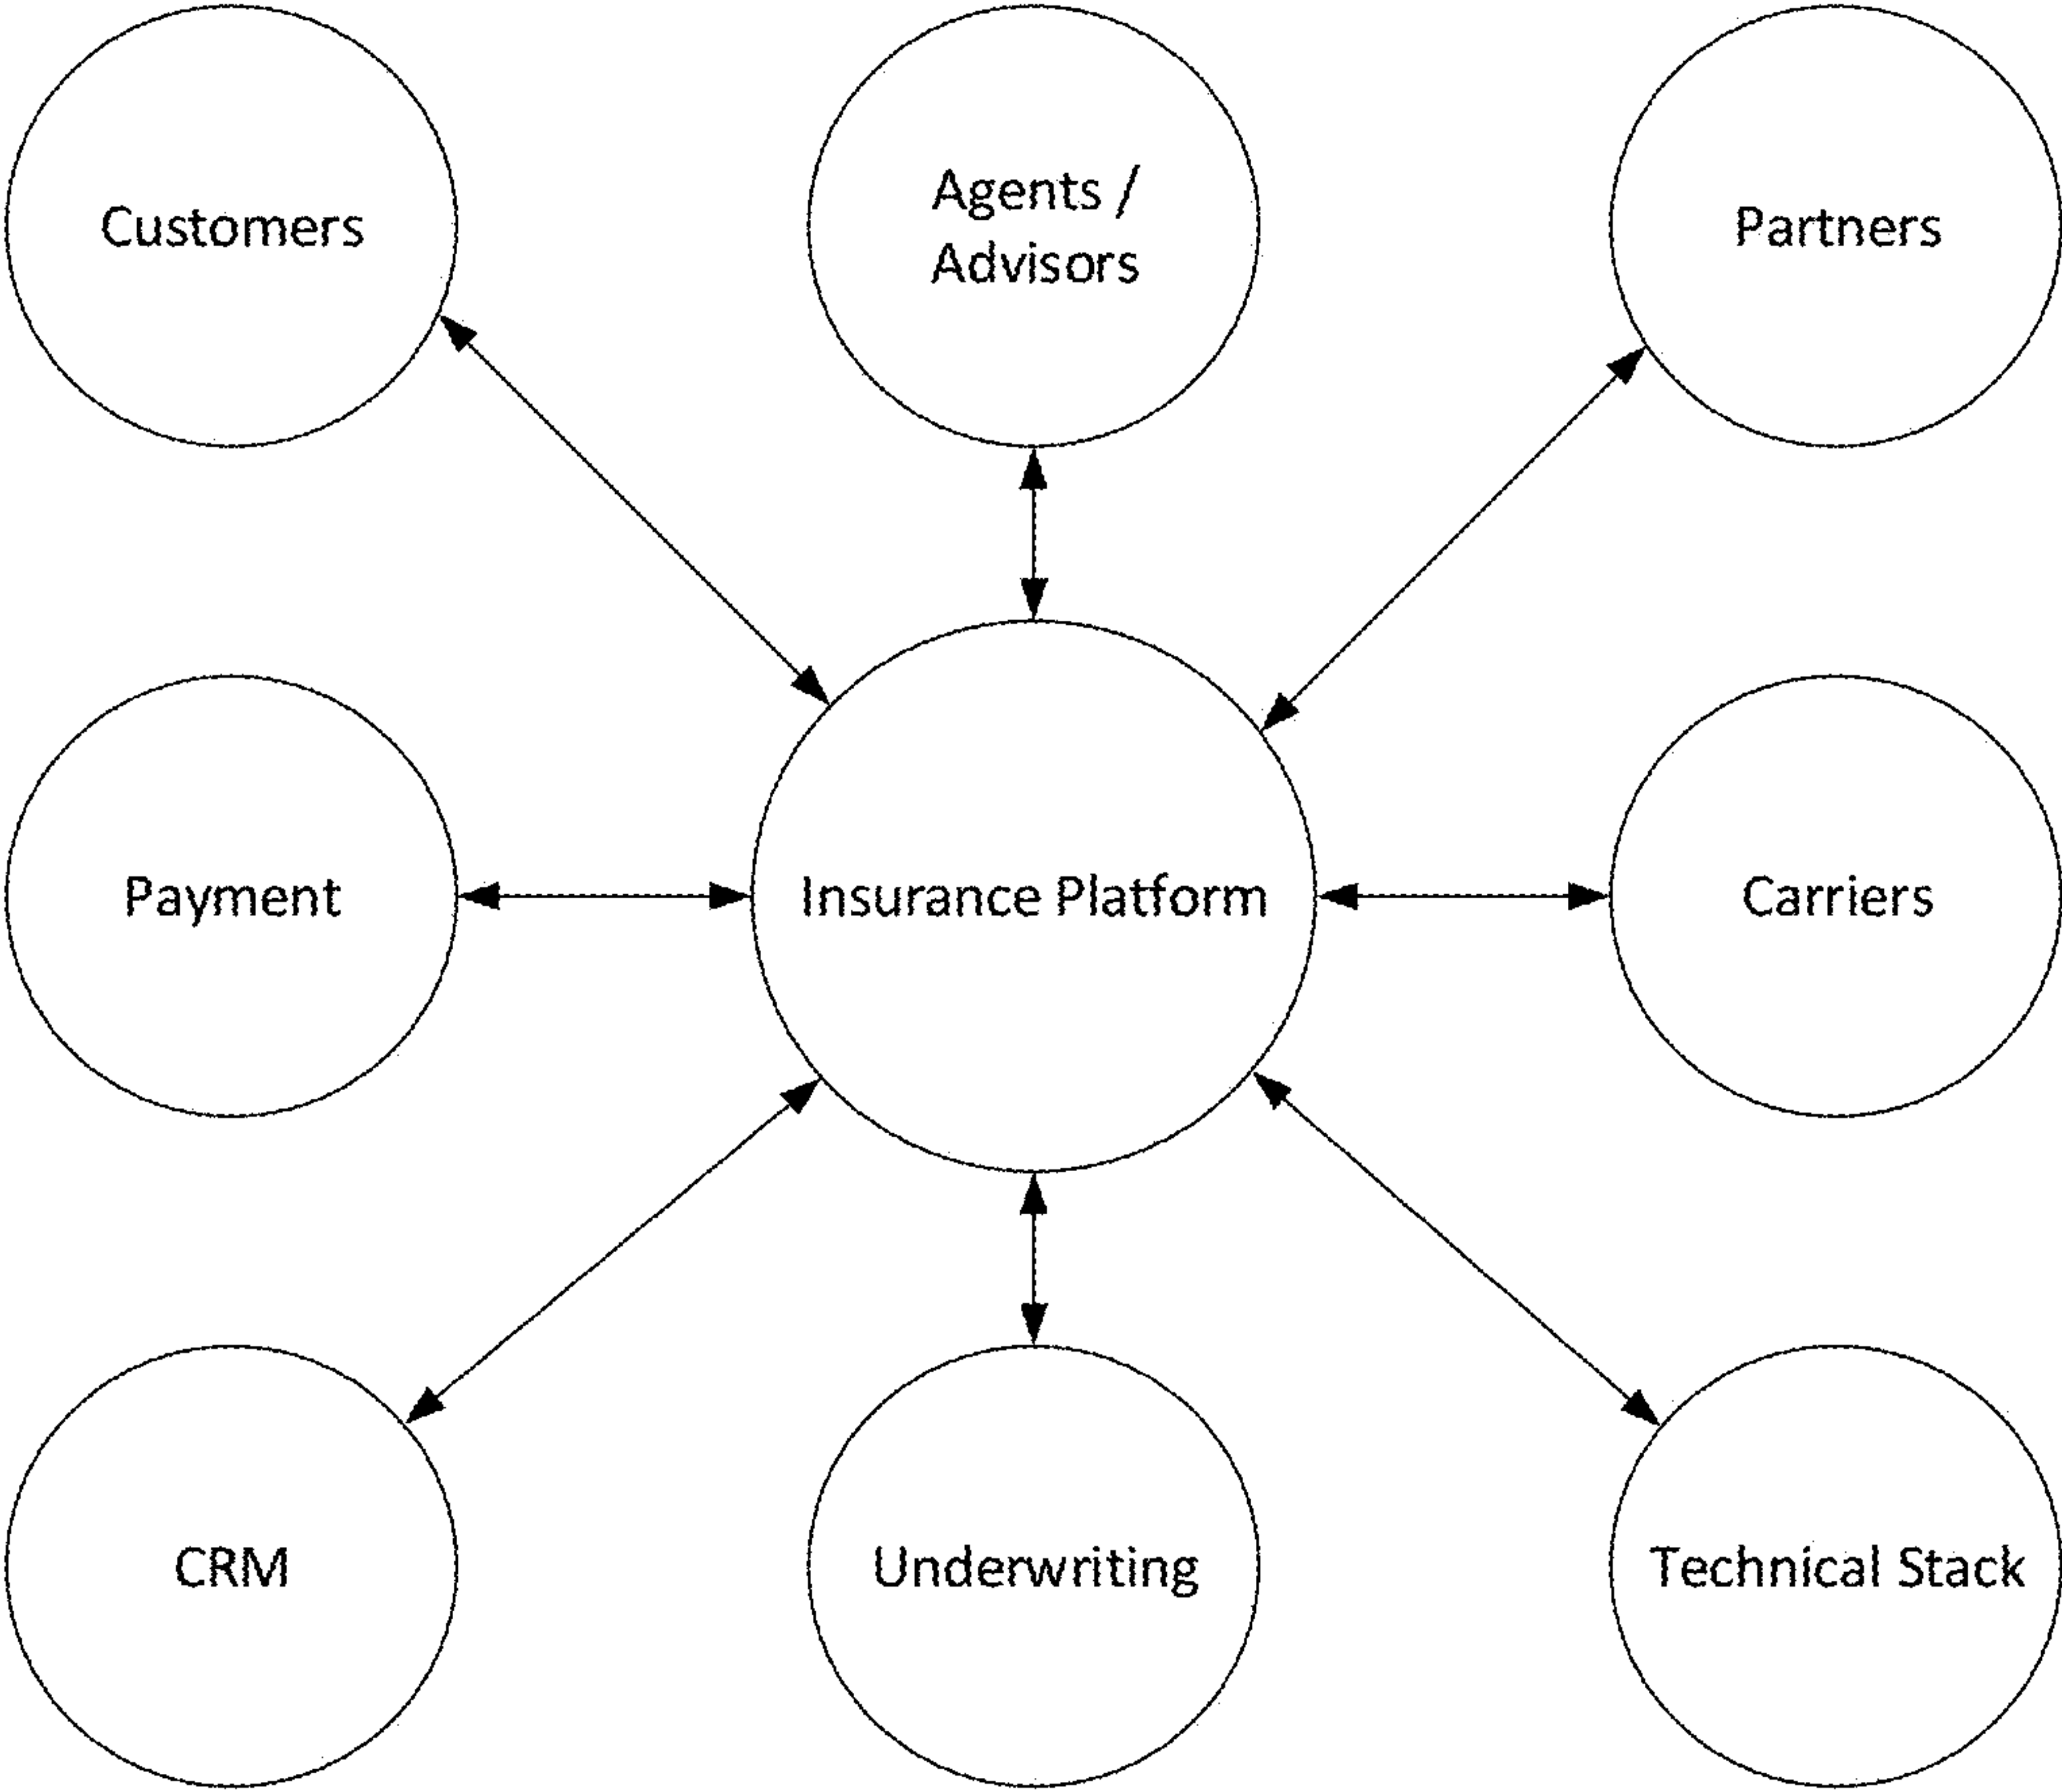 Customers
Agents /
Advisors
Partners
Payment
Insurance Platform
Carriers
CRM
Underwriting
Technical Stack